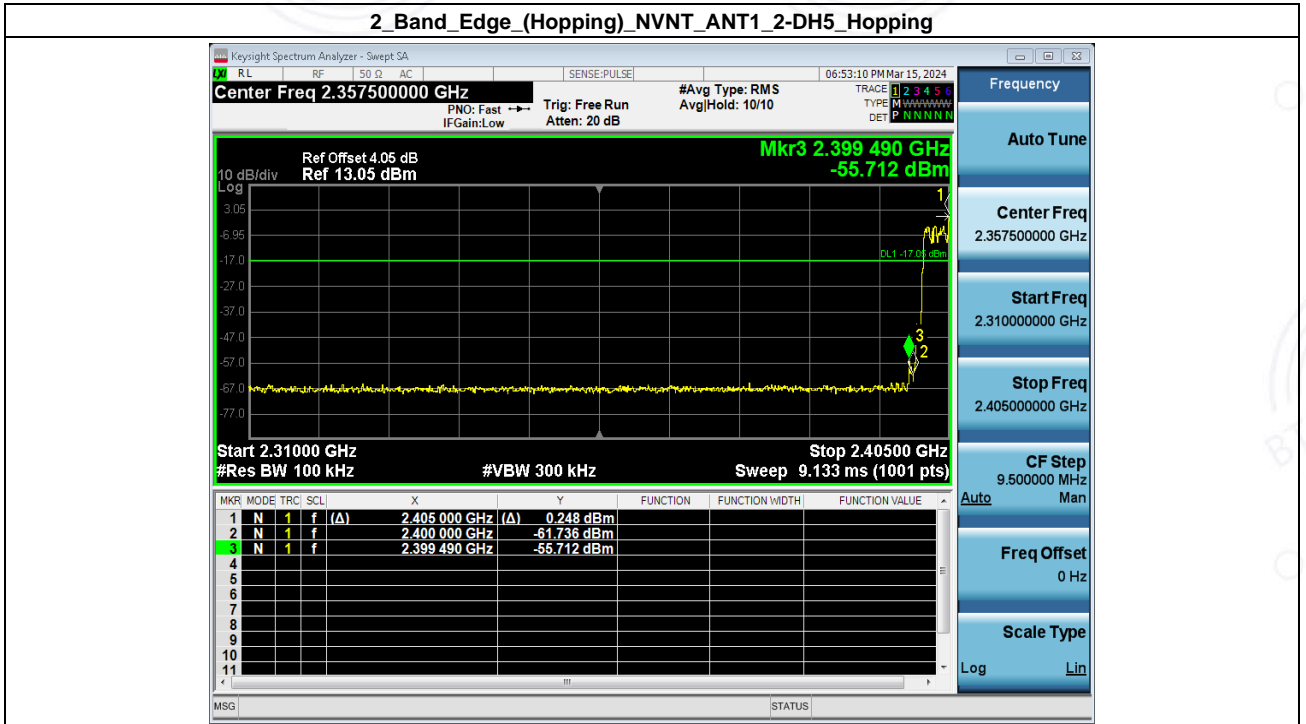 2_Band_Edge_(Hopping)_NVNT_ANT1_2-DH5_Hopping
Keysight Spectrum Analyzer - Swept SA
LXI RL RF 50 Ω AC SENSE:PULSE 06:53:10 PM Mar 15, 2024
Center Freq 2.357500000 GHz #Avg Type: RMS TRACE 1 2 3 4 5 6
PNO: Fast Trig: Free Run Avg|Hold: 10/10 TYPE M WWWWW
IFGain:Low Atten: 20 dB DET P N N N N N
Mkr3 2.399 490 GHz
Ref Offset 4.05 dB
-55.712 dBm
10 dB/div Ref 13.05 dBm
Log
1
3.05
-6.95
DL1 -17.05 dBm
-17.0
-27.0
-37.0
-47.0
3
2
-57.0
-67.0
-77.0
Start 2.31000 GHz Stop 2.40500 GHz
#Res BW 100 kHz #VBW 300 kHz Sweep 9.133 ms (1001 pts)
MKR MODE TRC SCL X Y FUNCTION FUNCTION WIDTH FUNCTION VALUE
1 N 1 f (Δ) 2.405 000 GHz (Δ) 0.248 dBm
2 N 1 f 2.400 000 GHz -61.736 dBm
3 N 1 f 2.399 490 GHz -55.712 dBm
4
5
6
7
8
9
10
11
MSG STATUS
Frequency
Auto Tune
Center Freq
2.357500000 GHz
Start Freq
2.310000000 GHz
Stop Freq
2.405000000 GHz
CF Step
9.500000 MHz
Auto Man
Freq Offset
0 Hz
Scale Type
Log Lin